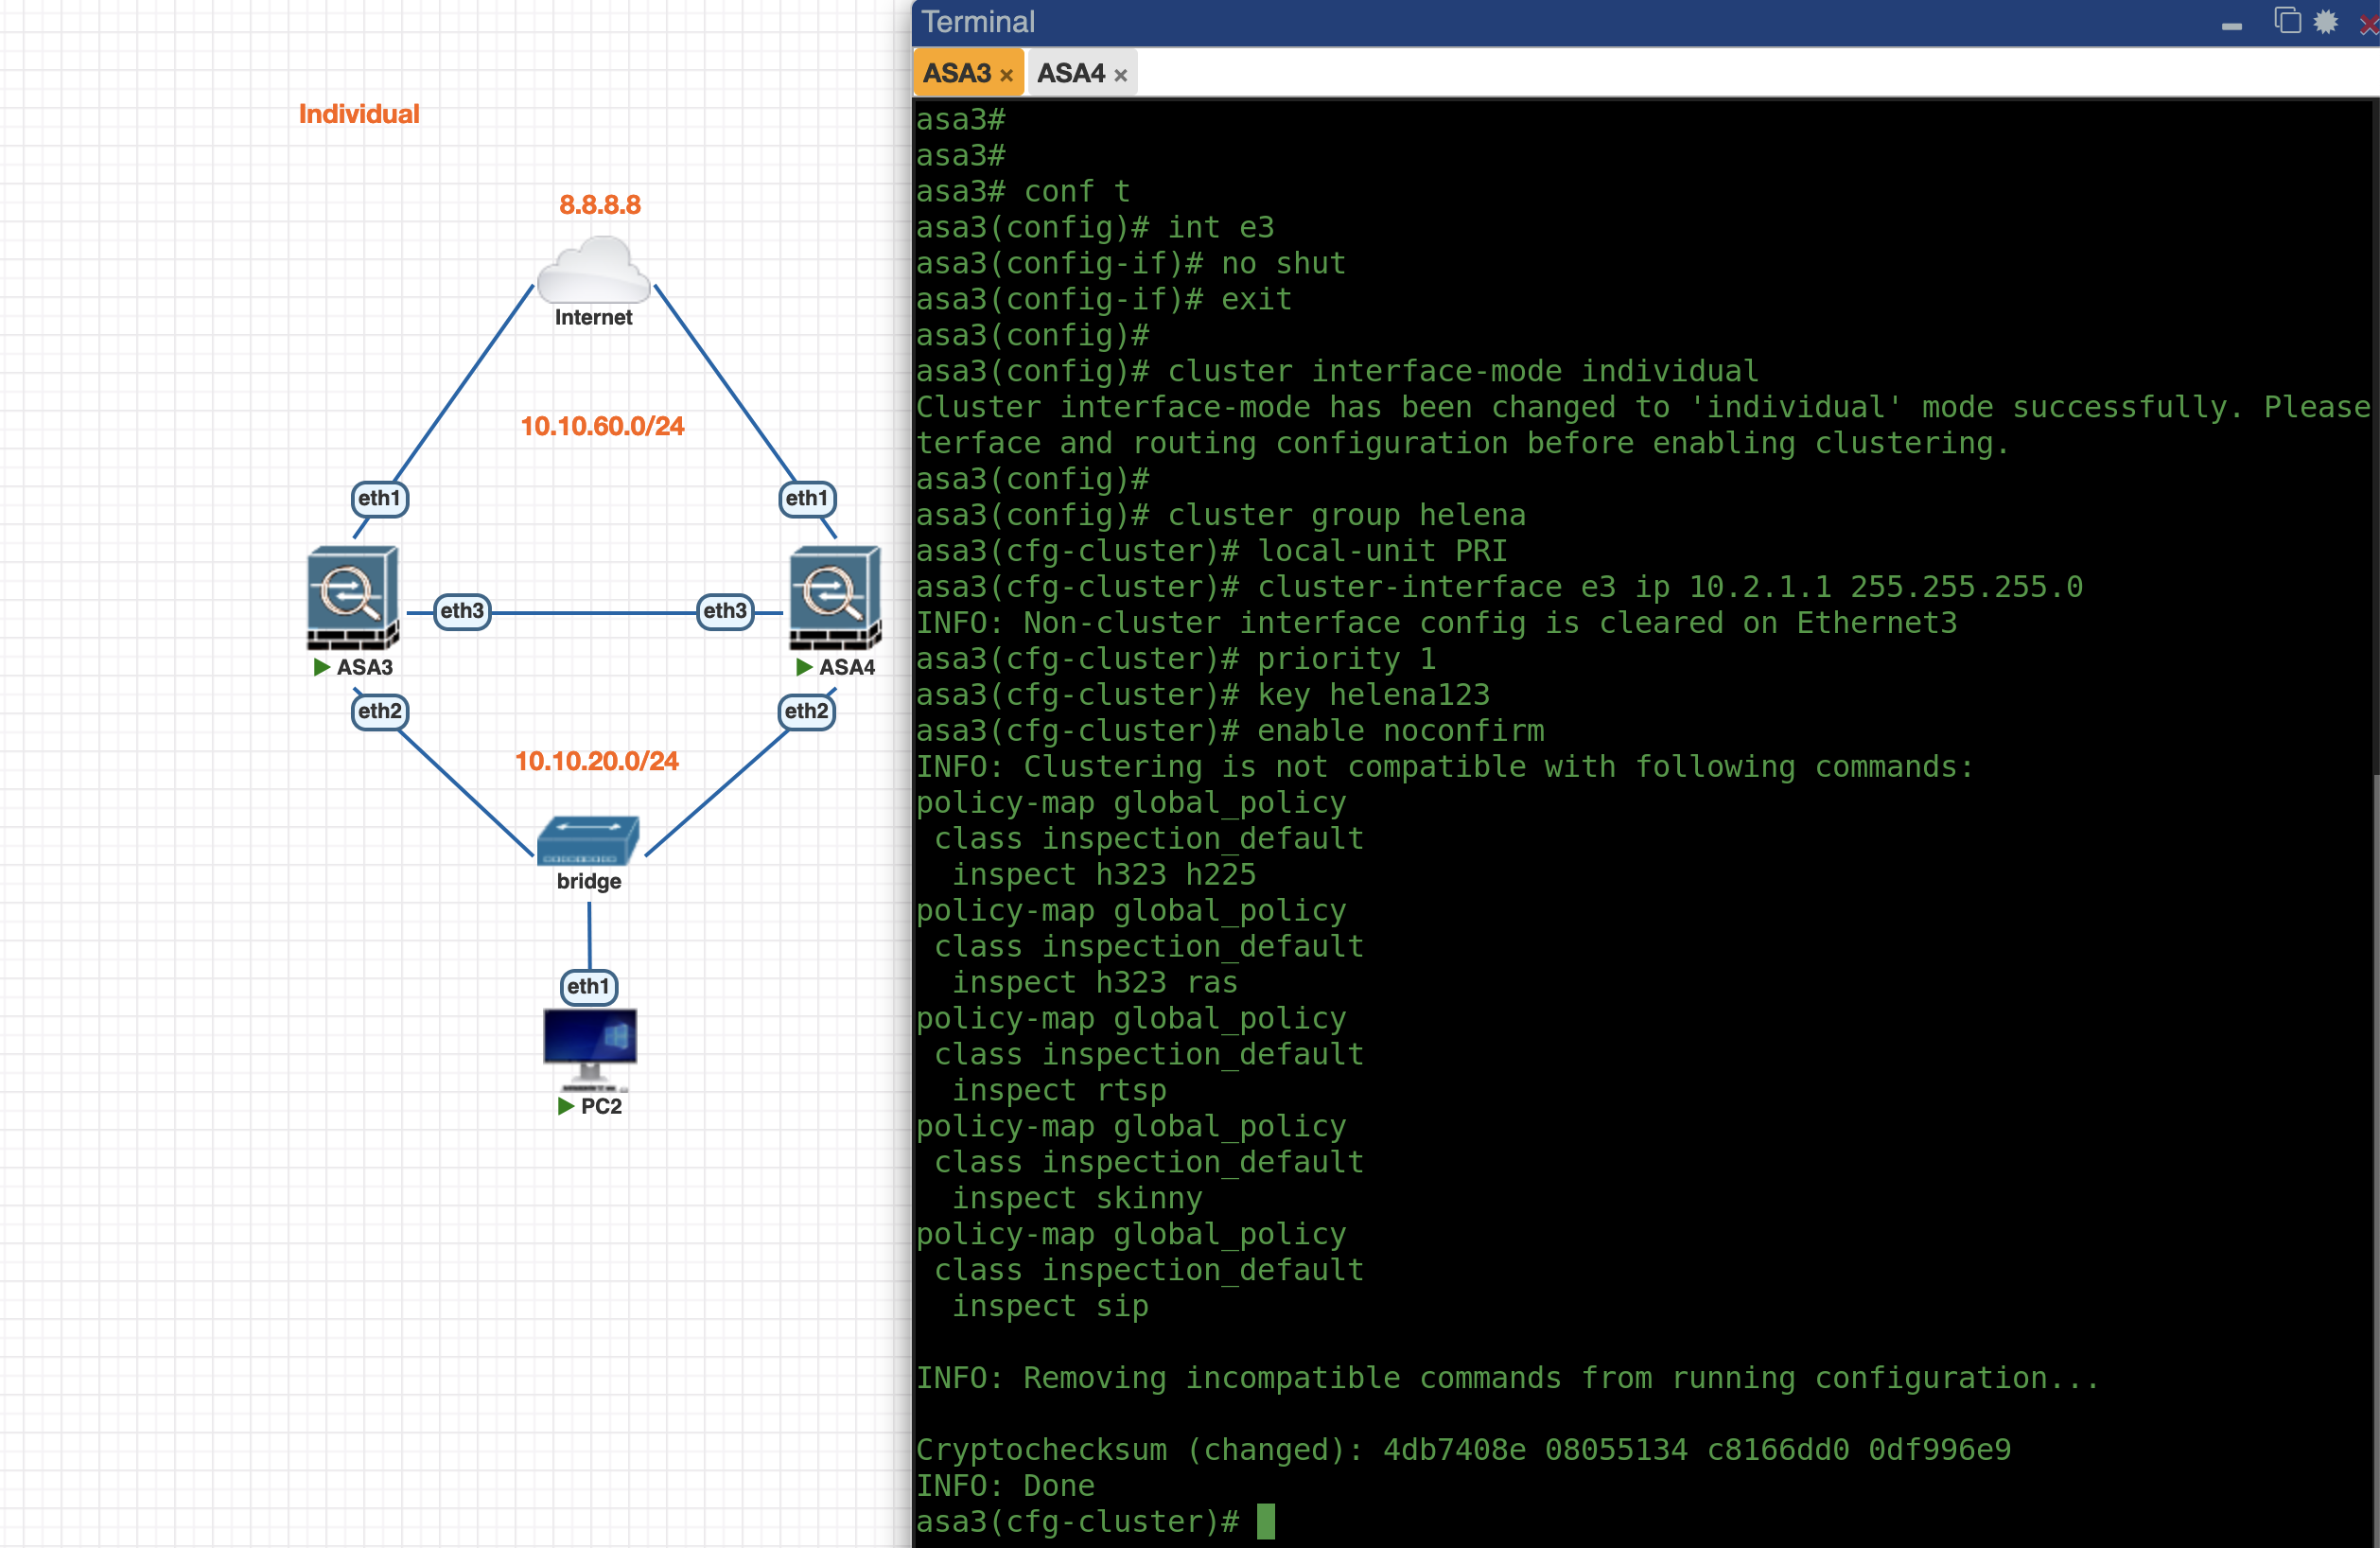 Individual
8.8.8.8
Internet
10.10.60.0/24
eth1
eth1
eth3
eth3
ASA3
ASA4
eth2
eth2
10.10.20.0/24
bridge
eth1
PC2
Terminal
ASA3 ×
ASA4 ×
asa3#
asa3#
asa3# conf t
asa3(config)# int e3
asa3(config-if)# no shut
asa3(config-if)# exit
asa3(config)#
asa3(config)# cluster interface-mode individual
Cluster interface-mode has been changed to 'individual' mode successfully. Please
terface and routing configuration before enabling clustering.
asa3(config)#
asa3(config)# cluster group helena
asa3(cfg-cluster)# local-unit PRI
asa3(cfg-cluster)# cluster-interface e3 ip 10.2.1.1 255.255.255.0
INFO: Non-cluster interface config is cleared on Ethernet3
asa3(cfg-cluster)# priority 1
asa3(cfg-cluster)# key helena123
asa3(cfg-cluster)# enable noconfirm
INFO: Clustering is not compatible with following commands:
policy-map global_policy
 class inspection_default
  inspect h323 h225
policy-map global_policy
 class inspection_default
  inspect h323 ras
policy-map global_policy
 class inspection_default
  inspect rtsp
policy-map global_policy
 class inspection_default
  inspect skinny
policy-map global_policy
 class inspection_default
  inspect sip
INFO: Removing incompatible commands from running configuration...
Cryptochecksum (changed): 4db7408e 08055134 c8166dd0 0df996e9
INFO: Done
asa3(cfg-cluster)#